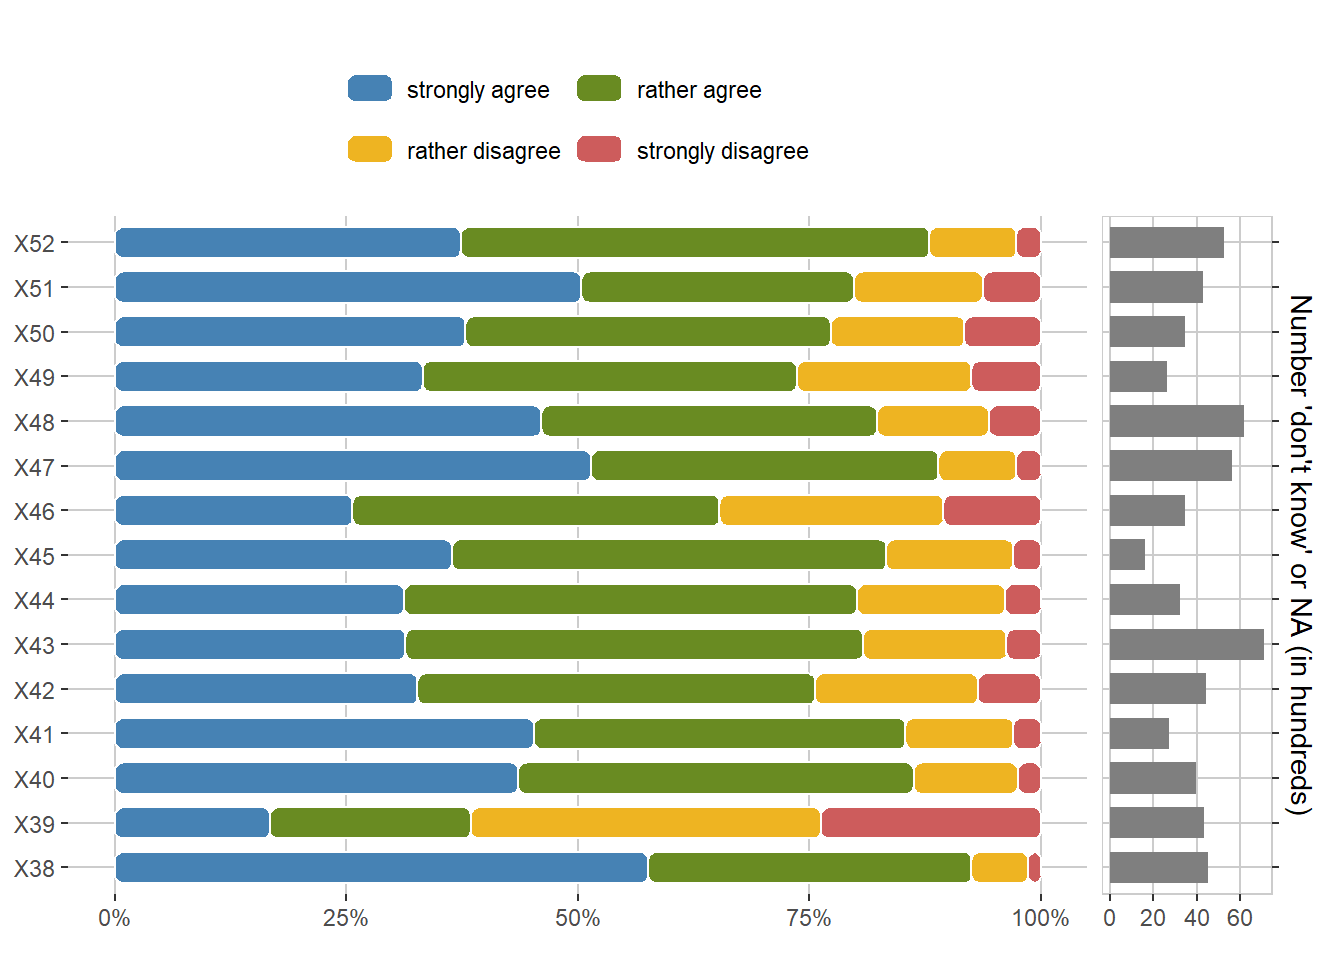 strongly agree
rather agree
rather disagree
strongly disagree
X52
X51
X50
X49
X48
X47
X46
X45
X44
X43
X42
X41
X40
X39
X38
0%
25%
50%
75%
100%
0
20
40
60
Number 'don't know' or NA (in hundreds)